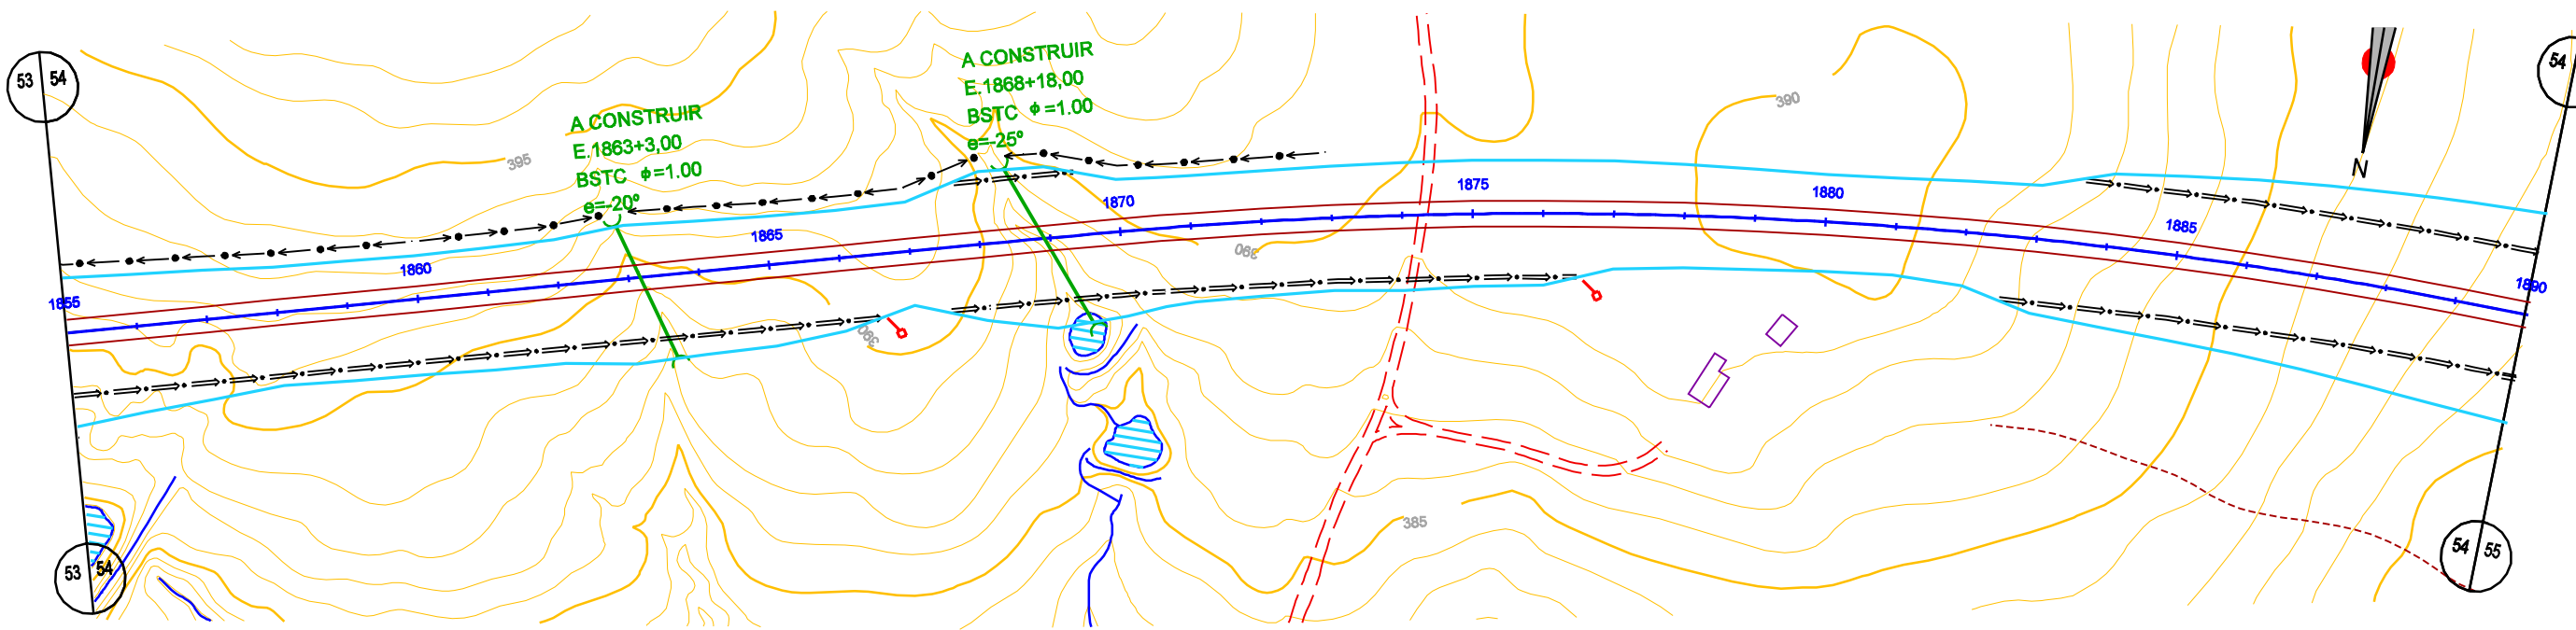 53 54
A CONSTRUIR
E.1863+3,00
BSTC ϕ=1.00
e=-20º
A CONSTRUIR
E.1868+18,00
BSTC ϕ=1.00
e=-25º
395
390
390
390
385
N
54
1855
1860
1865
1870
1875
1880
1885
1890
53 54
54 55